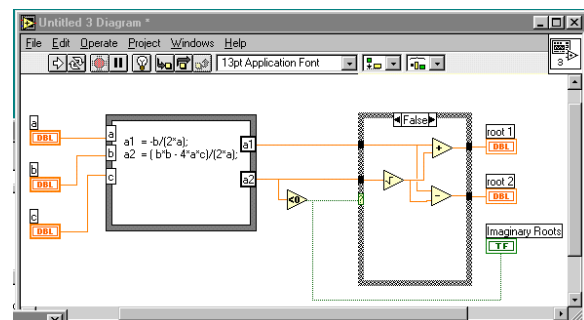 Untitled 3 Diagram *
File Edit Operate Project Windows Help
13pt Application Font
3
a
DBL
b
DBL
c
DBL
a
b
c
a1 = -b/(2*a);
a2 = ( b*b - 4*a*c)/(2*a);
a1
a2
<0
False
√
+
−
?
root 1
DBL
root 2
DBL
Imaginary Roots
TF